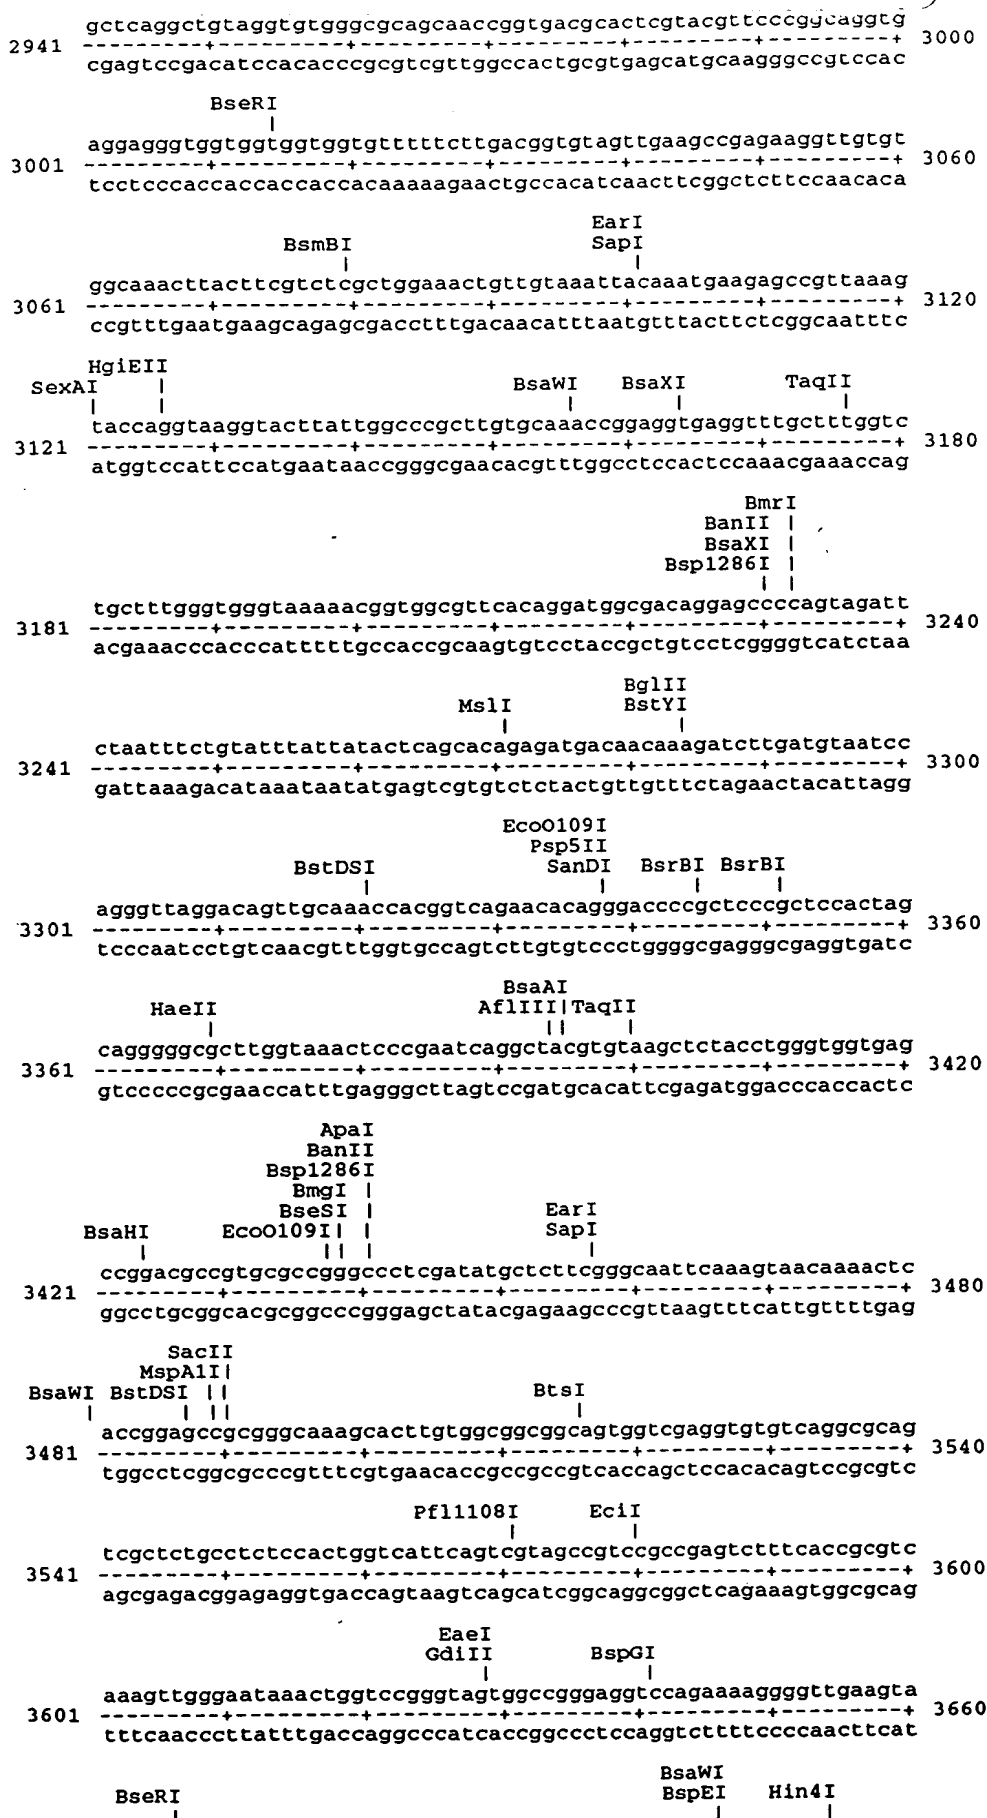 gctcaggctgtaggtgtgggcgcagcaaccggtgacgcactcgtacgttcccggcaggtg
2941 ---------+---------+---------+---------+---------+---------+ 3000
cgagtccgacatccacacccgcgtcgttggccactgcgtgagcatgcaagggccgtccac
BseRI
|
aggagggtggtggtggtggtgtttttcttgacggtgtagttgaagccgagaaggttgtgt
3001 ---------+---------+---------+---------+---------+---------+ 3060
tcctcccaccaccaccaccacaaaaagaactgccacatcaacttcggctcttccaacaca
EarI
BsmBI SapI
| |
ggcaaacttacttcgtctcgctggaaactgttgtaaattacaaatgaagagccgttaaag
3061 ---------+---------+---------+---------+---------+---------+ 3120
ccgtttgaatgaagcagagcgacctttgacaacatttaatgtttacttctcggcaatttc
HgiEII
SexAI | BsaWI BsaXI TaqII
| | | | |
taccaggtaaggtacttattggcccgcttgtgcaaaccggaggtgaggtttgctttggtc
3121 ---------+---------+---------+---------+---------+---------+ 3180
atggtccattccatgaataaccgggcgaacacgtttggcctccactccaaacgaaaccag
BmrI
BanII |
BsaXI |
Bsp1286I |
| |
tgctttgggtgggtaaaaacggtggcgttcacaggatggcgacaggagccccagtagatt
3181 ---------+---------+---------+---------+---------+---------+ 3240
acgaaacccacccatttttgccaccgcaagtgtcctaccgctgtcctcggggtcatctaa
BglII
MslI BstYI
| |
ctaatttctgtatttattatactcagcacagagatgacaacaaagatcttgatgtaatcc
3241 ---------+---------+---------+---------+---------+---------+ 3300
gattaaagacataaataatatgagtcgtgtctctactgttgtttctagaactacattagg
EcoO109I
Psp5II
BstDSI SanDI BsrBI BsrBI
| | | |
agggttaggacagttgcaaaccacggtcagaacacagggaccccgctcccgctccactag
3301 ---------+---------+---------+---------+---------+---------+ 3360
tcccaatcctgtcaacgtttggtgccagtcttgtgtccctggggcgagggcgaggtgatc
BsaAI
HaeII AflIII|TaqII
| || |
cagggggcgcttggtaaactcccgaatcaggctacgtgtaagctctacctgggtggtgag
3361 ---------+---------+---------+---------+---------+---------+ 3420
gtcccccgcgaaccatttgagggcttagtccgatgcacattcgagatggacccaccactc
ApaI
BanII
Bsp1286I
BmgI |
BseSI | EarI
BsaHI EcoO109I| | SapI
| || | |
ccggacgccgtgcgccgggcccctcgatatgctcttcgggcaattcaaagtaacaaaactc
3421 ---------+---------+---------+---------+---------+---------+ 3480
ggcctgcggcacgcggcccgggagctatacgagaagcccgttaagtttcattgttttgag
SacII
MspA1I|
BsaWI BstDSI || BtsI
| | || |
accggagccgcgggcaaagcacttgtggcggcggcagtggtcgaggtgtgtcaggcgcag
3481 ---------+---------+---------+---------+---------+---------+ 3540
tggcctcggcgcccgtttcgtgaacaccgccgccgtcaccagctccacacagtccgcgtc
Pfl1108I EciI
| |
tcgctctgcctctccactggtcattcagtcgtagccgtccgccgagtctttcaccgcgtc
3541 ---------+---------+---------+---------+---------+---------+ 3600
agcgagacggagaggtgaccagtaagtcagcatcggcaggcggctcagaaagtggcgcag
EaeI
GdiII BspGI
| |
aaagttgggaataaactggtccgggtagtggccgggaggtccagaaaaggggttgaagta
3601 ---------+---------+---------+---------+---------+---------+ 3660
tttcaacccttatttgaccaggcccatcaccggccctccaggtcttttccccaacttcat
BsaWI
BseRI BspEI Hin4I
| | |